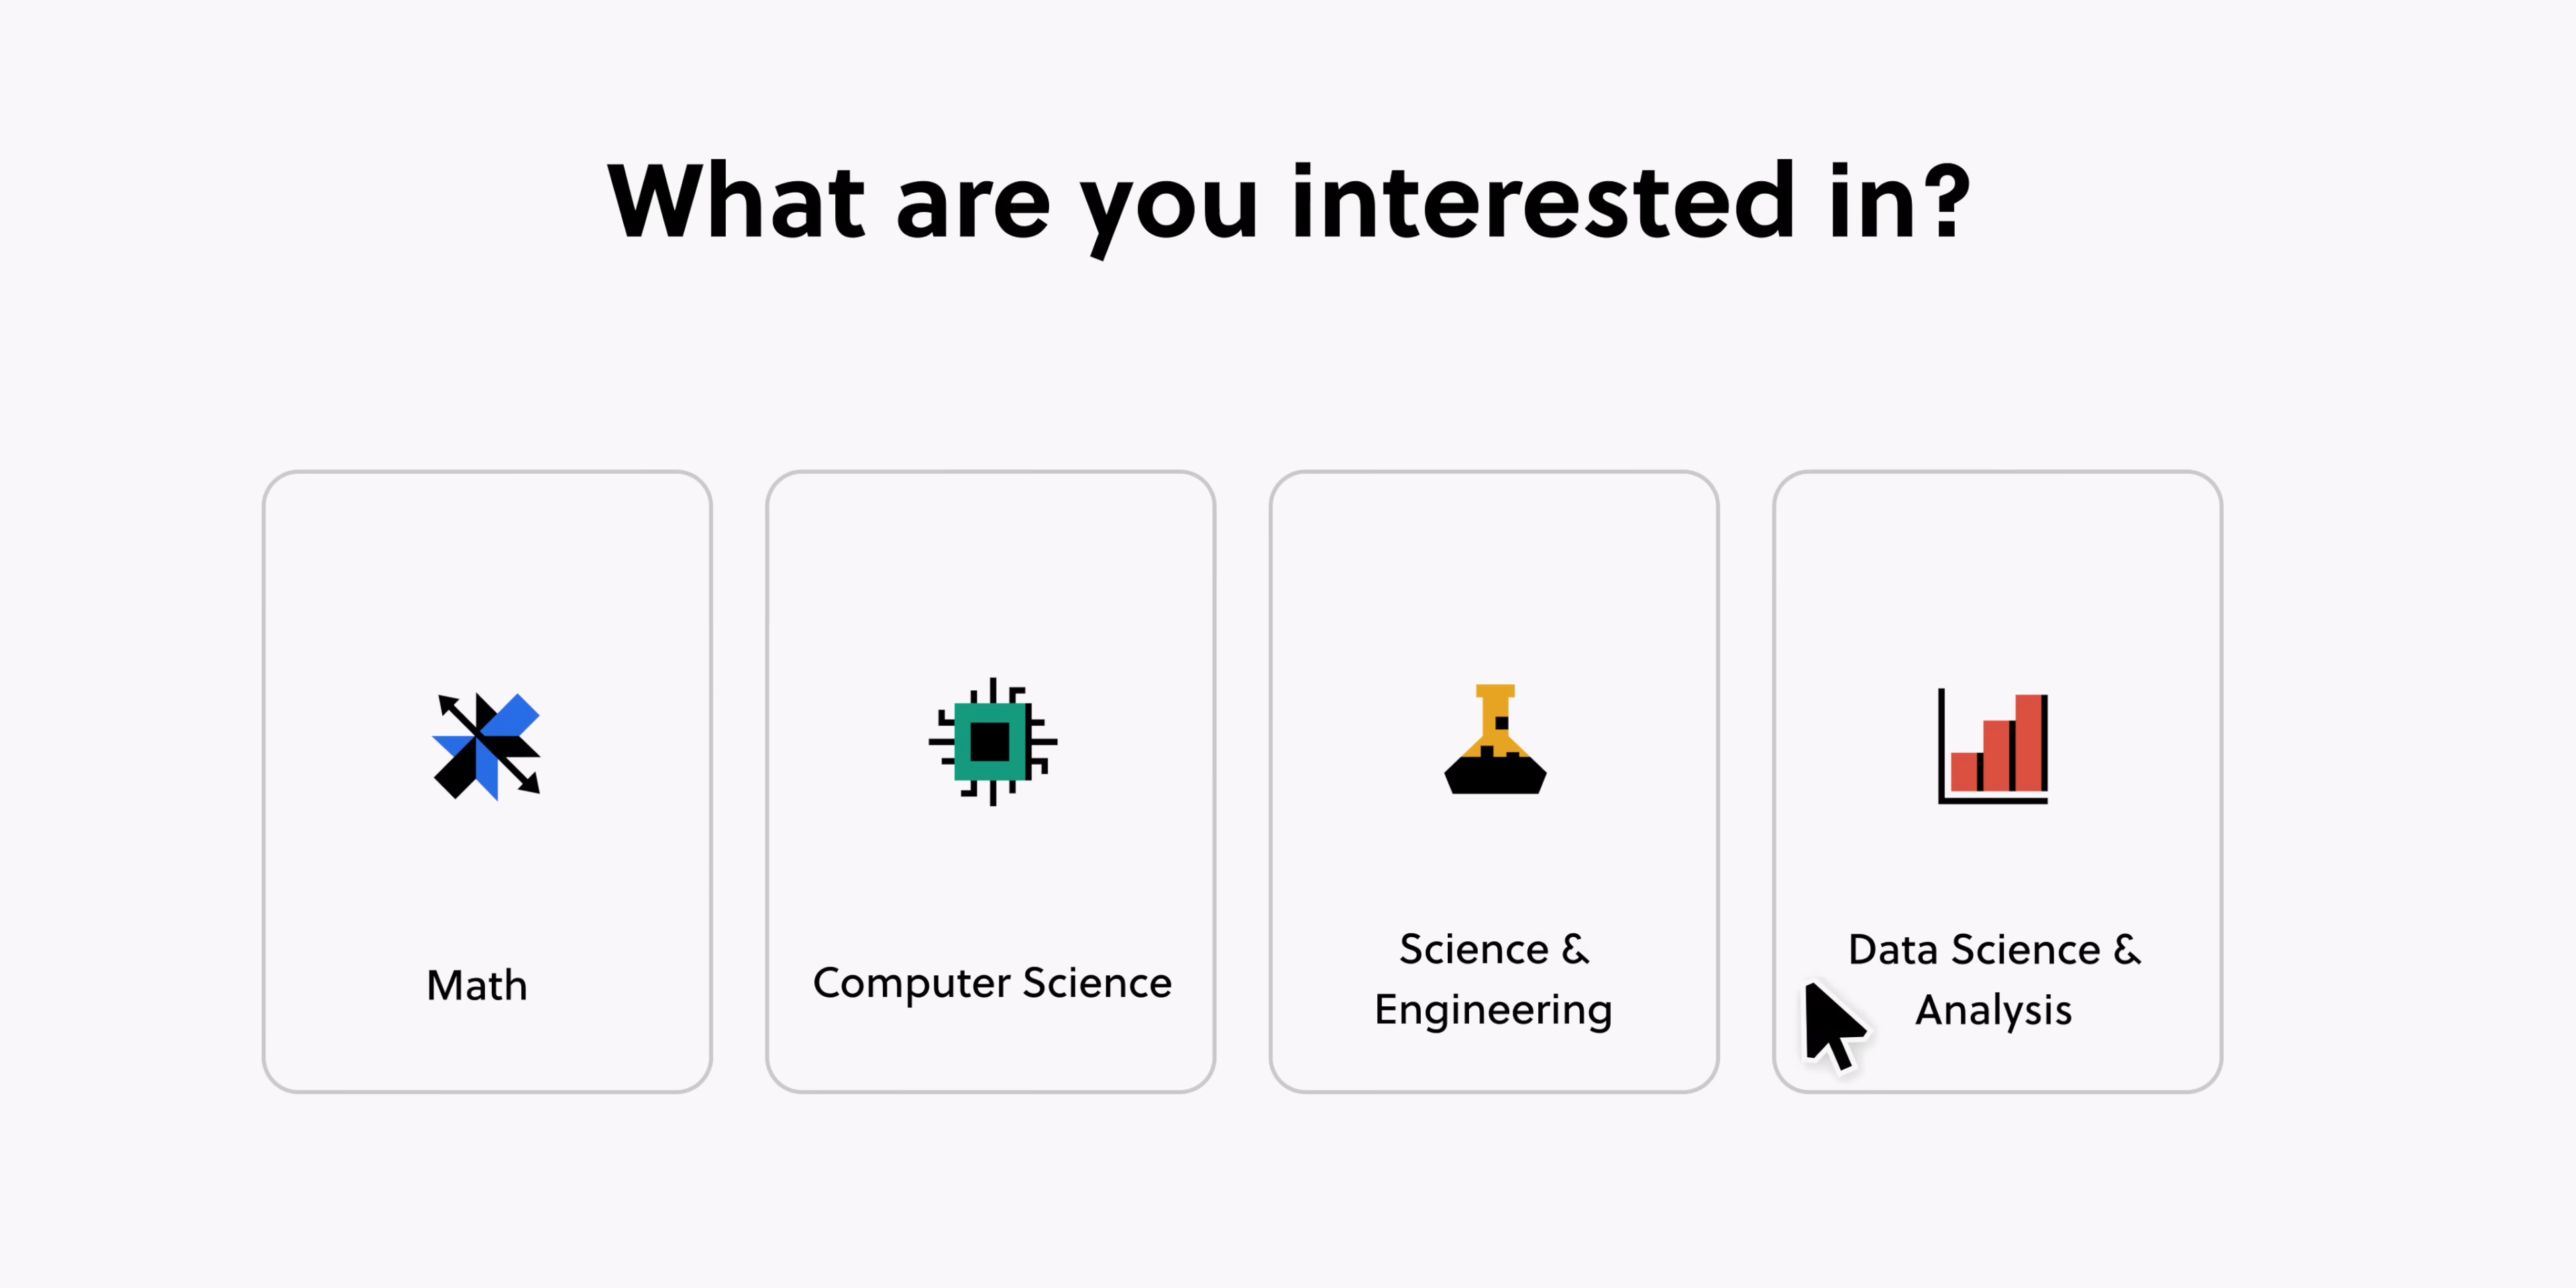 What are you interested in?
Math
Computer Science
Science &
Engineering
Data Science &
Analysis